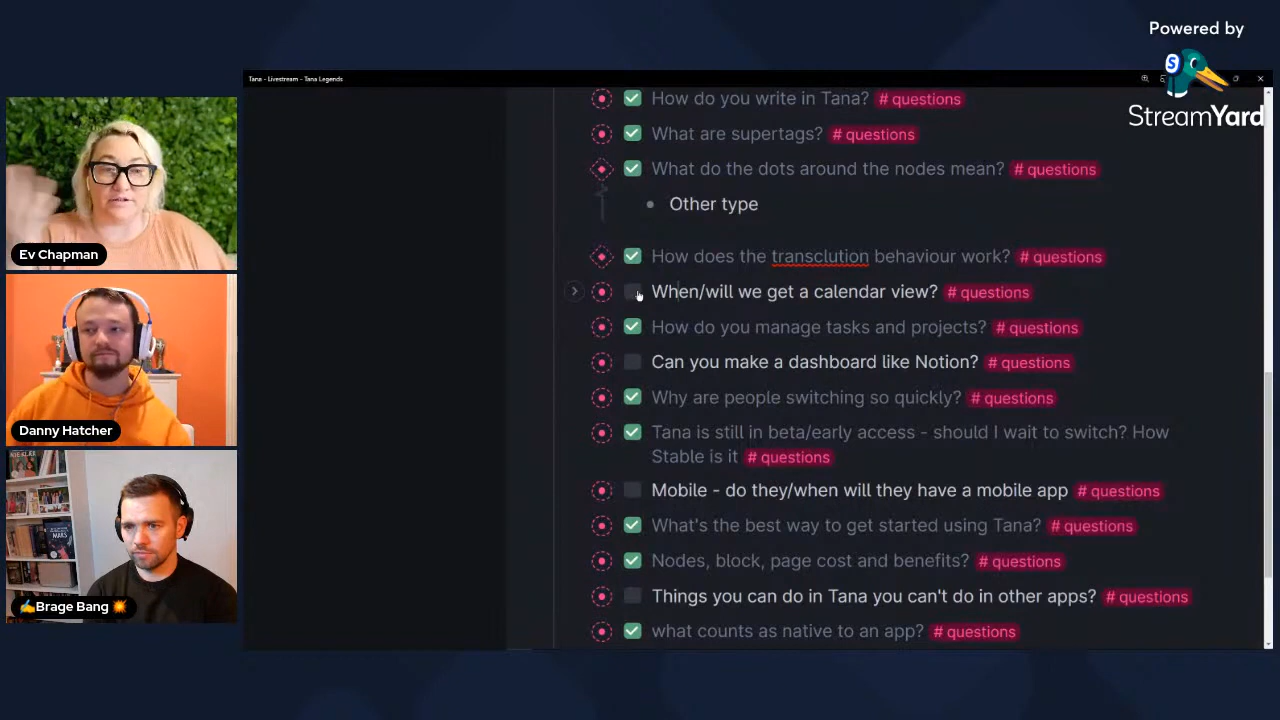 Powered by
StreamYard
Tana - Livestream - Tana Legends
How do you write in Tana? # questions
What are supertags? # questions
What do the dots around the nodes mean? # questions
Other type
How does the transclution behaviour work? # questions
When/will we get a calendar view? # questions
How do you manage tasks and projects? # questions
Can you make a dashboard like Notion? # questions
Why are people switching so quickly? # questions
Tana is still in beta/early access - should I wait to switch? How
Stable is it # questions
Mobile - do they/when will they have a mobile app # questions
What's the best way to get started using Tana? # questions
Nodes, block, page cost and benefits? # questions
Things you can do in Tana you can't do in other apps? # questions
what counts as native to an app? # questions
Ev Chapman
Danny Hatcher
✍️Brage Bang 💥